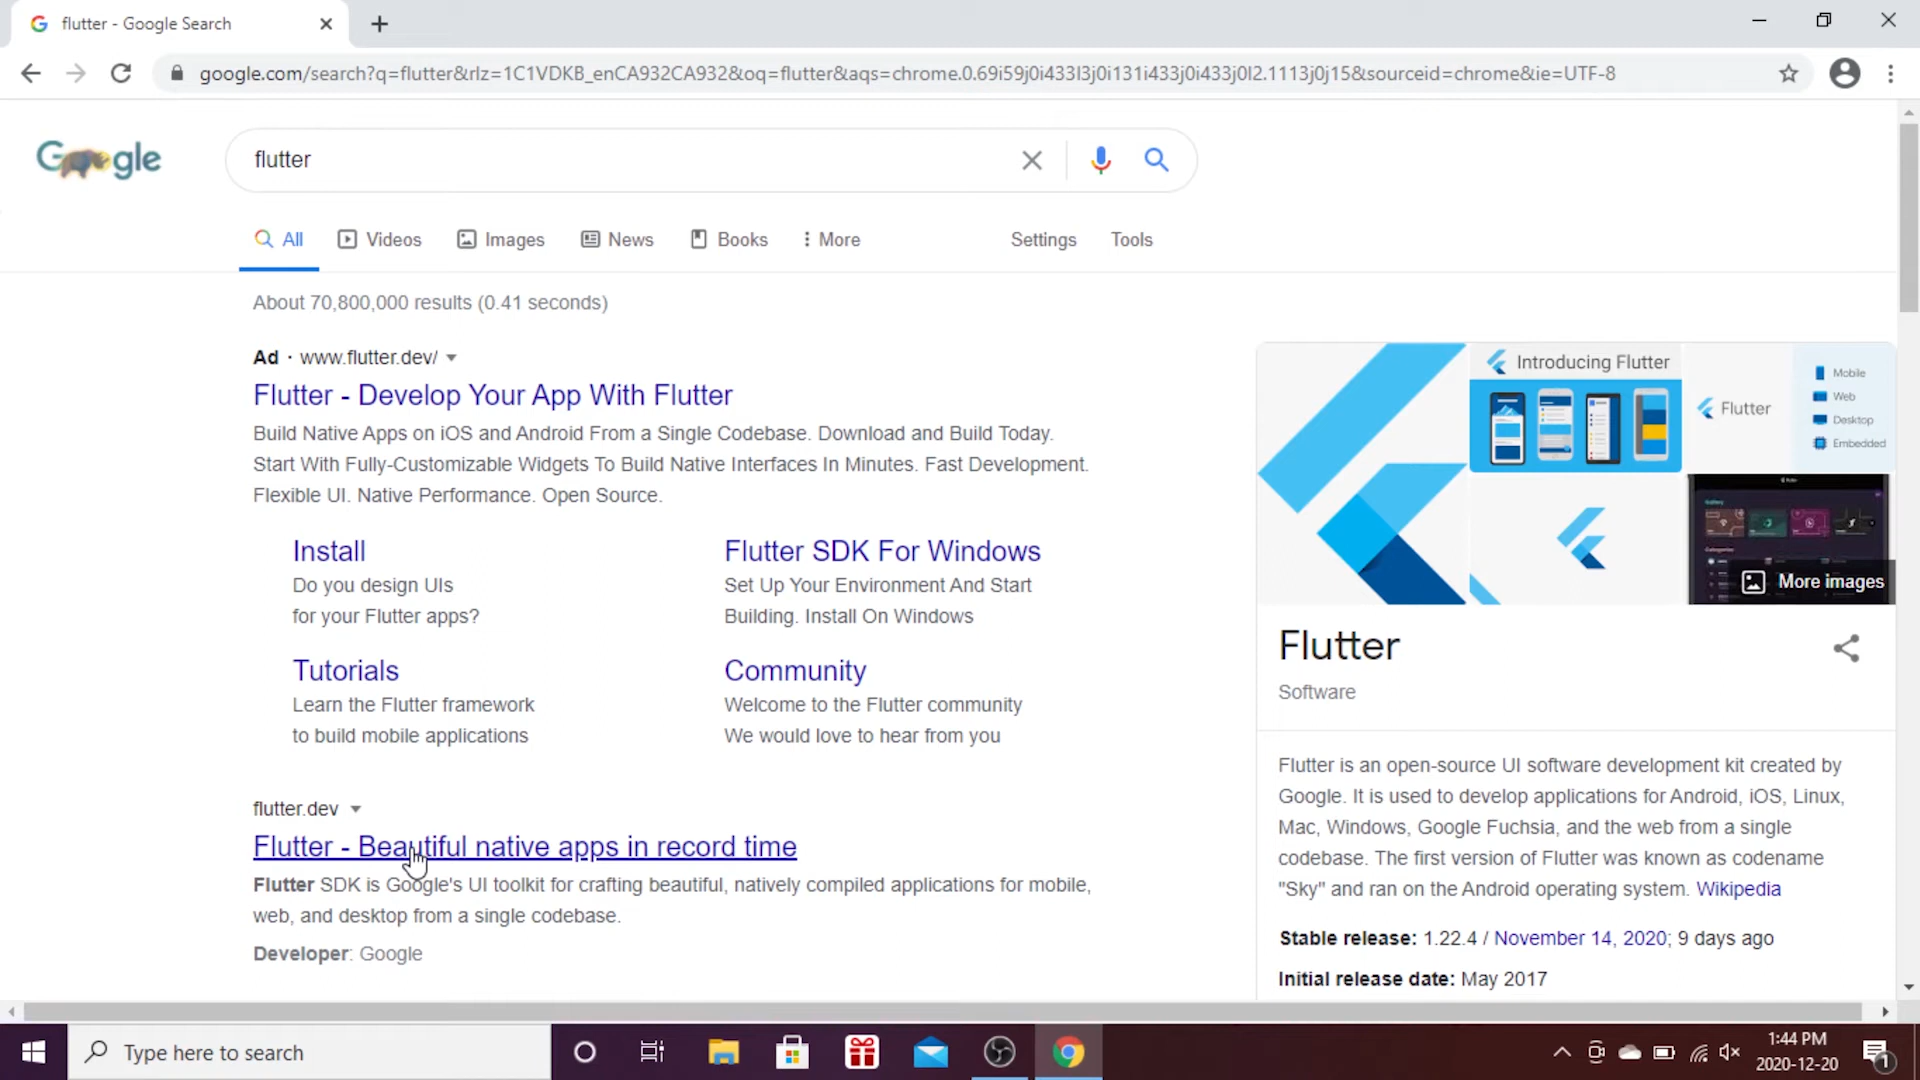 flutter - Google Search
google.com/search?q=flutter&rlz=1C1VDKB_enCA932CA932&oq=flutter&aqs=chrome.0.69i59j0i433l3j0i131i433j0i433j0l2.1113j0j15&sourceid=chrome&ie=UTF-8
Google
flutter
All
Videos
Images
News
Books
More
Settings
Tools
About 70,800,000 results (0.41 seconds)
Ad · www.flutter.dev/
Flutter - Develop Your App With Flutter
Build Native Apps on iOS and Android From a Single Codebase. Download and Build Today.
Start With Fully-Customizable Widgets To Build Native Interfaces In Minutes. Fast Development.
Flexible UI. Native Performance. Open Source.
Install
Do you design UIs
for your Flutter apps?
Flutter SDK For Windows
Set Up Your Environment And Start
Building. Install On Windows
Tutorials
Learn the Flutter framework
to build mobile applications
Community
Welcome to the Flutter community
We would love to hear from you
flutter.dev
Flutter - Beautiful native apps in record time
Flutter SDK is Google's UI toolkit for crafting beautiful, natively compiled applications for mobile,
web, and desktop from a single codebase.
Developer: Google
Introducing Flutter
Flutter
Mobile
Web
Desktop
Embedded
More images
Flutter
Software
Flutter is an open-source UI software development kit created by
Google. It is used to develop applications for Android, iOS, Linux,
Mac, Windows, Google Fuchsia, and the web from a single
codebase. The first version of Flutter was known as codename
"Sky" and ran on the Android operating system. Wikipedia
Stable release: 1.22.4 / November 14, 2020; 9 days ago
Initial release date: May 2017
Type here to search
1:44 PM
2020-12-20
1